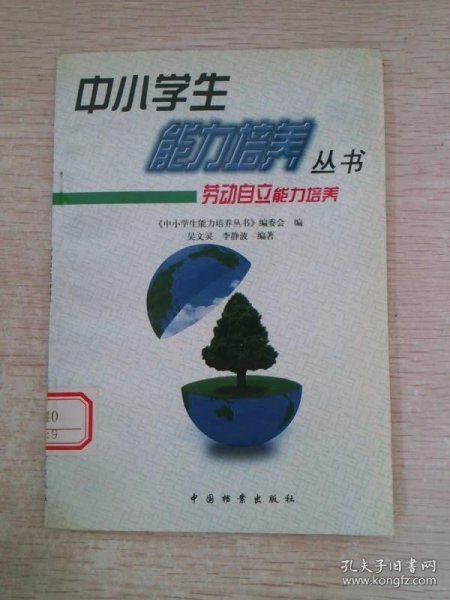 中小学生
能力培养丛书
劳动自立能力培养
《中小学生能力培养丛书》编委会 编
吴文灵 李静波 编著
40
:9
中国档案出版社
孔夫子旧书网
www.kongfz.com